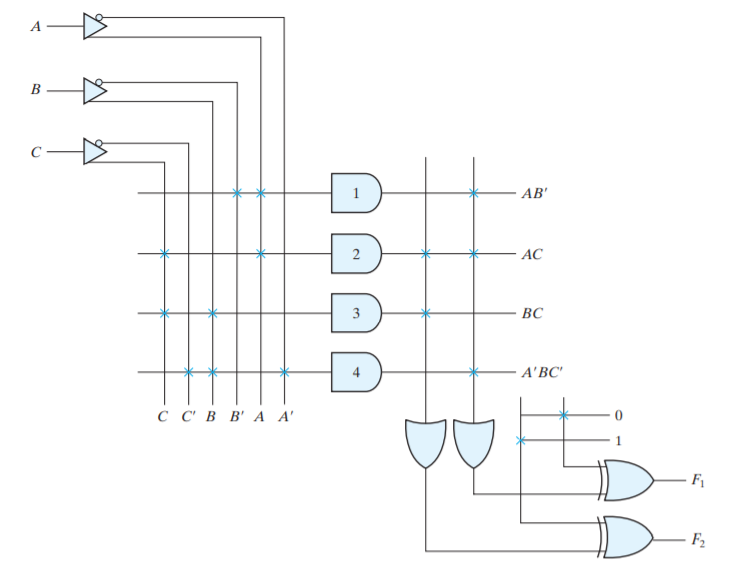 A
B
C
1 AB'
2 AC
3 BC
4 A'BC'
C C' B B' A A'
0
1
F₁
F₂